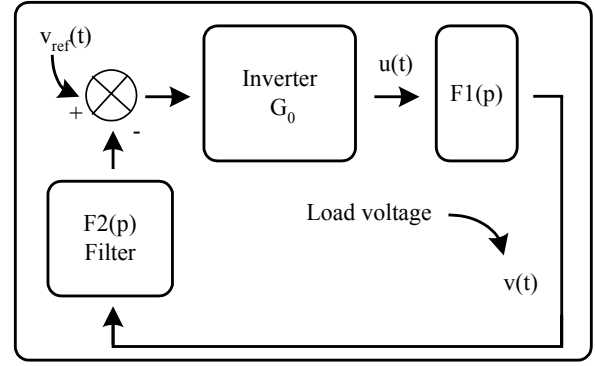 v_ref(t)
+
-
Inverter
G_0
u(t)
F1(p)
F2(p)
Filter
Load voltage
v(t)